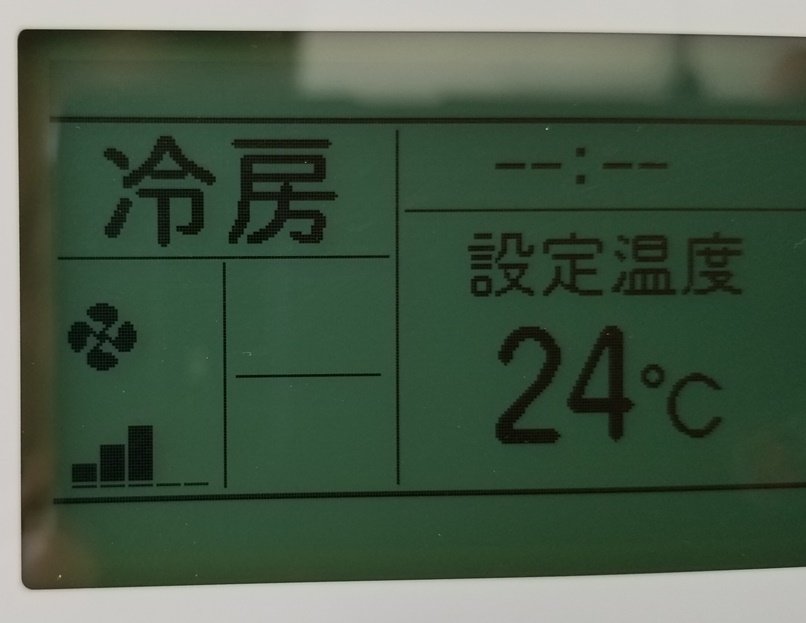 冷房
--:--
設定温度
24℃